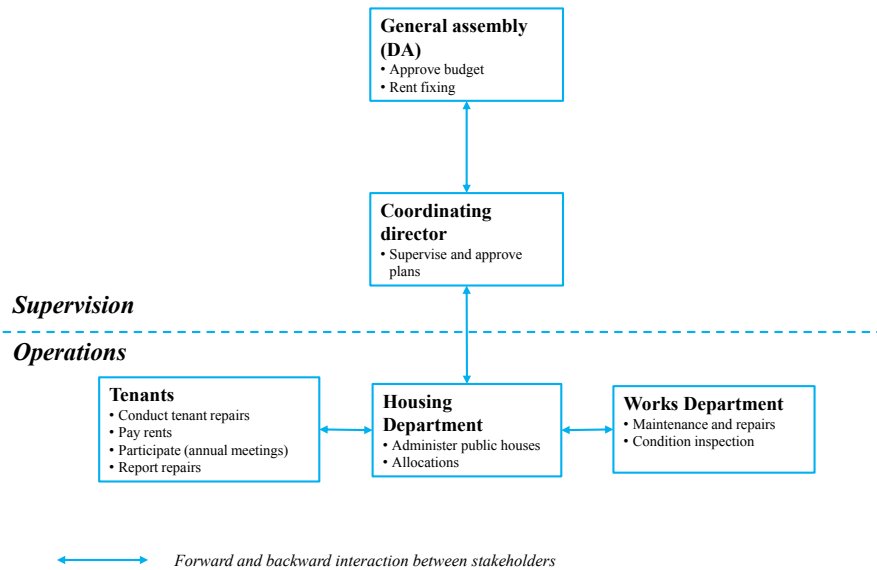 General assembly
(DA)
• Approve budget
• Rent fixing
Coordinating
director
• Supervise and approve
plans
Supervision
Operations
Tenants
• Conduct tenant repairs
• Pay rents
• Participate (annual meetings)
• Report repairs
Housing
Department
• Administer public houses
• Allocations
Works Department
• Maintenance and repairs
• Condition inspection
Forward and backward interaction between stakeholders